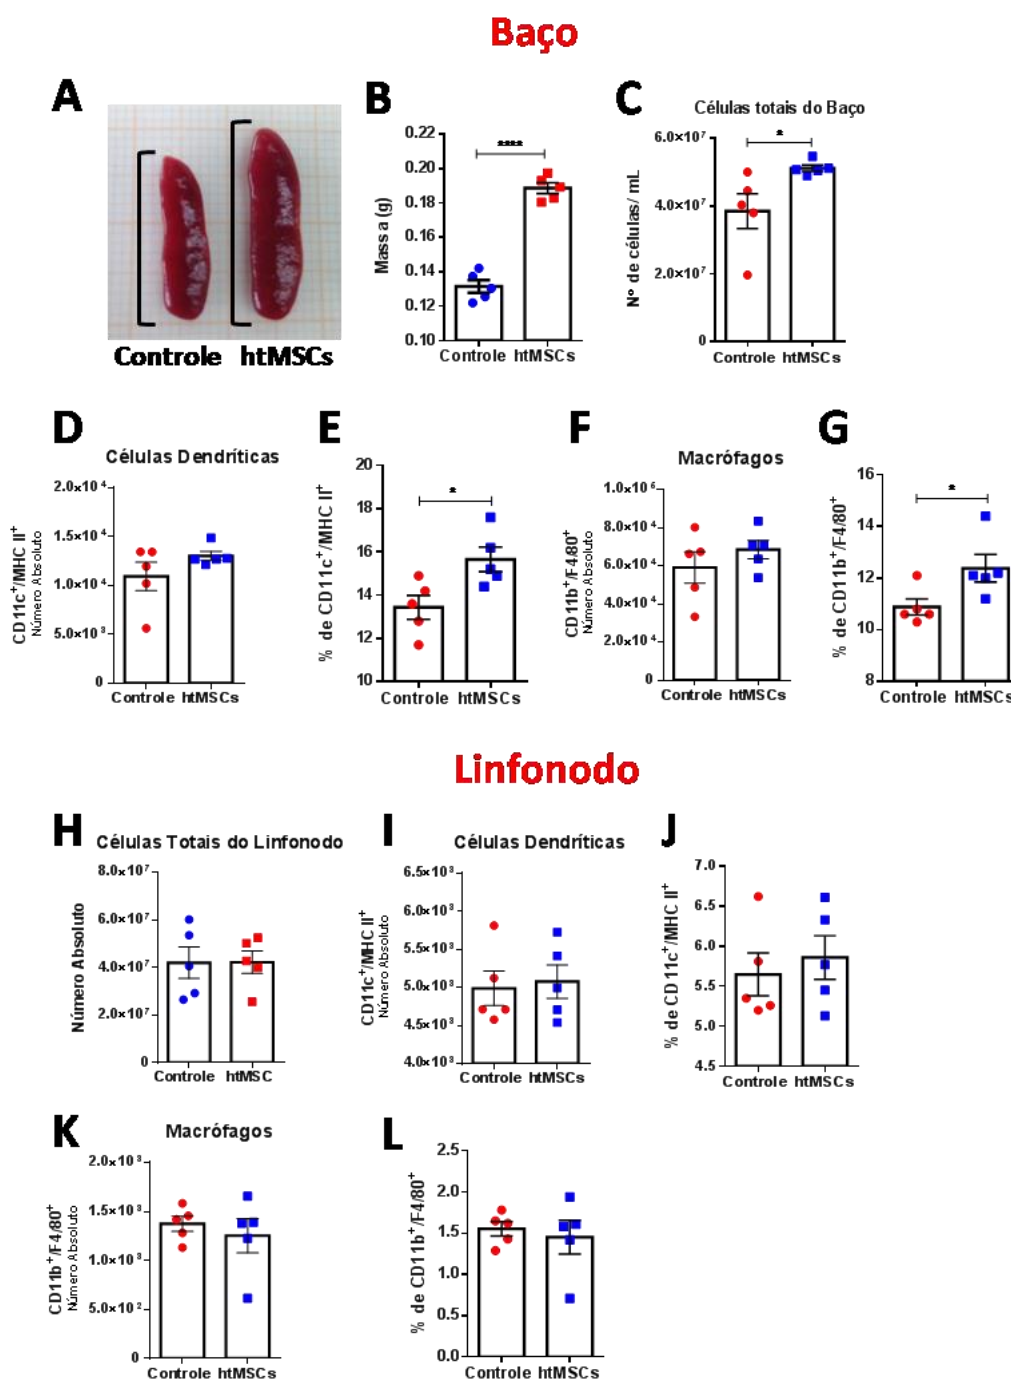 Baço
A
Controle htMSCs
B
Mass a (g)
0.22
0.20
0.18
0.16
0.14
0.12
0.10
****
Controle htMSCs
C
Células totais do Baço
Nº de células/ mL
6.0×10⁷
4.0×10⁷
2.0×10⁷
0
*
Controle htMSCs
D
Células Dendríticas
CD11c⁺/MHC II⁺
Número Absoluto
2.0×10⁴
1.5×10⁴
1.0×10⁴
5.0×10³
0
Controle htMSCs
E
% de CD11c⁺/MHC II⁺
20
18
16
14
12
10
*
Controle htMSCs
F
Macrófagos
CD11b⁺/F4/80⁺
Número Absoluto
1.0×10⁶
8.0×10⁴
6.0×10⁴
4.0×10⁴
2.0×10⁴
0
Controle htMSCs
G
% de CD11b⁺/F4/80⁺
16
14
12
10
8
*
Controle htMSCs
Linfonodo
H
Células Totais do Linfonodo
Número Absoluto
8.0×10⁷
6.0×10⁷
4.0×10⁷
2.0×10⁷
0
Controle htMSC
I
Células Dendríticas
CD11c⁺/MHC II⁺
Número Absoluto
6.5×10³
6.0×10³
5.5×10³
5.0×10³
4.5×10³
4.0×10³
Controle htMSCs
J
% de CD11c⁺/MHC II⁺
7.0
6.5
6.0
5.5
5.0
4.5
Controle htMSCs
K
Macrófagos
CD11b⁺/F4/80⁺
Número Absoluto
2.0×10³
1.5×10³
1.0×10³
5.0×10²
0
Controle htMSCs
L
% de CD11b⁺/F4/80⁺
2.5
2.0
1.5
1.0
0.5
0.0
Controle htMSCs